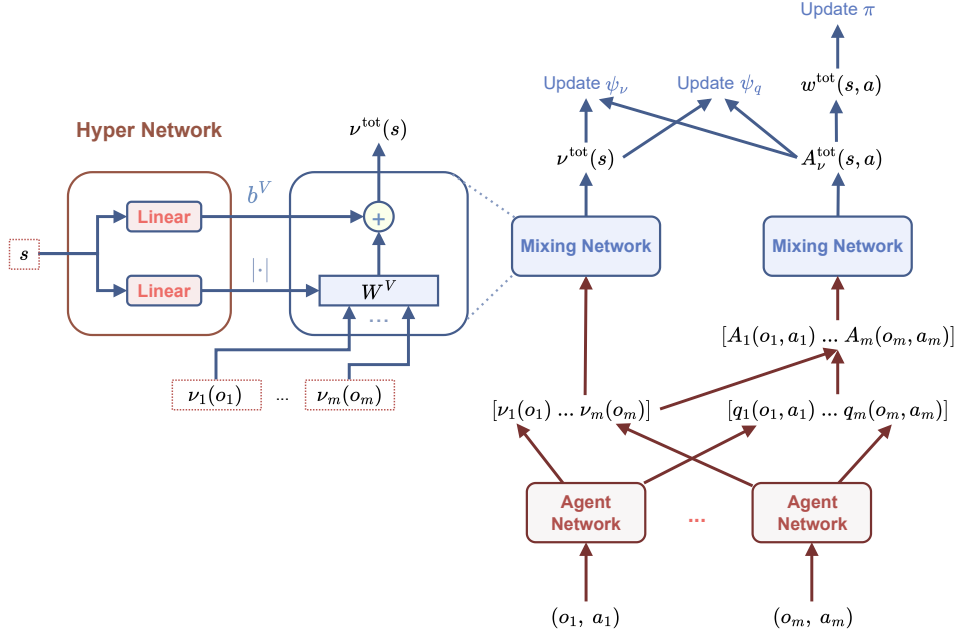 Update π
Update ψ_ν
Update ψ_q
w^tot(s, a)
Hyper Network
ν^tot(s)
ν^tot(s)
A_ν^tot(s, a)
b^V
Linear
+
s
Mixing Network
Mixing Network
|·|
Linear
W^V
...
[A_1(o_1, a_1) ... A_m(o_m, a_m)]
ν_1(o_1) ... ν_m(o_m)
[ν_1(o_1) ... ν_m(o_m)]
[q_1(o_1, a_1) ... q_m(o_m, a_m)]
Agent
Network
...
Agent
Network
(o_1, a_1)
(o_m, a_m)